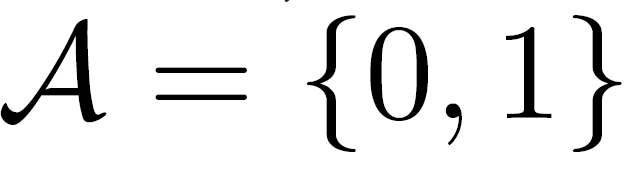 𝒜 = {0, 1}